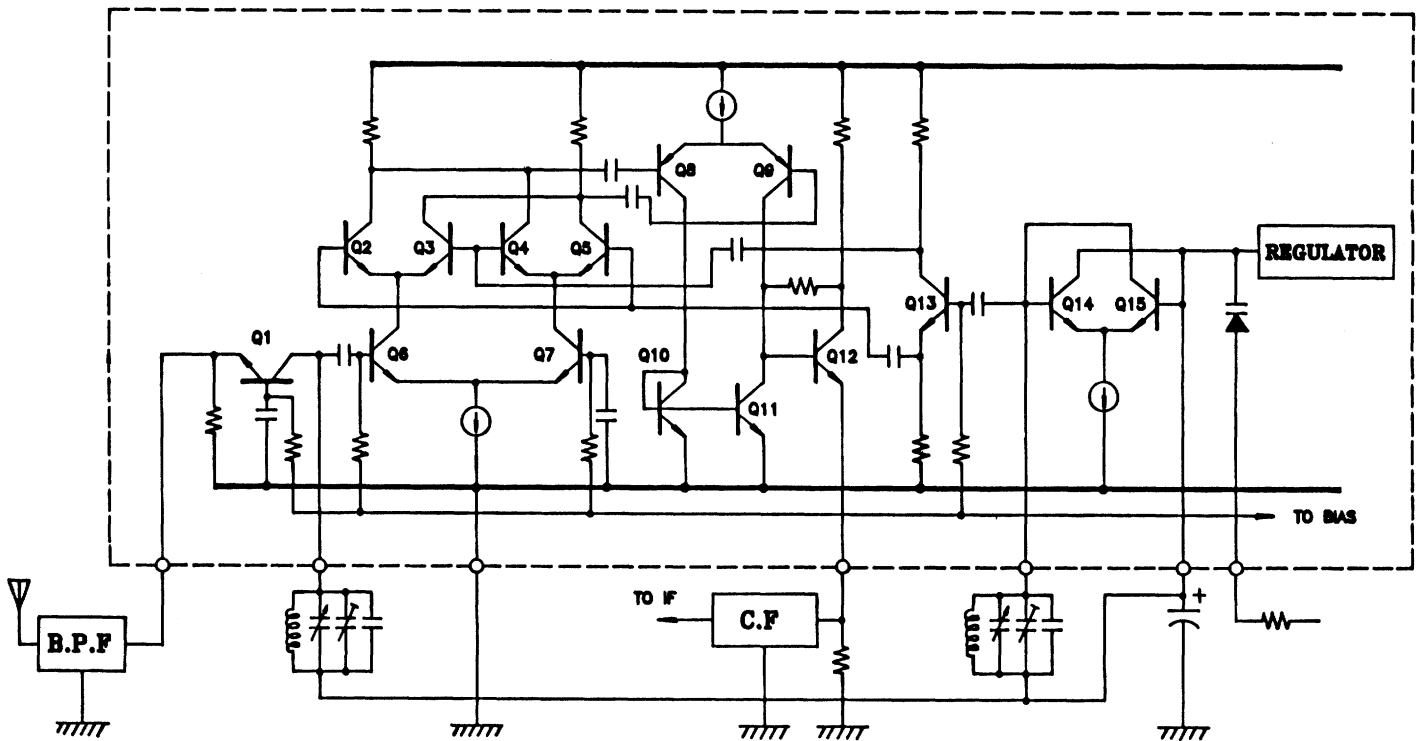 Q8
Q9
Q2
Q3
Q4
Q5
REGULATOR
Q13
Q14
Q15
Q1
Q6
Q7
Q10
Q12
Q11
TO BIAS
TO IF
C.F
B.P.F
+